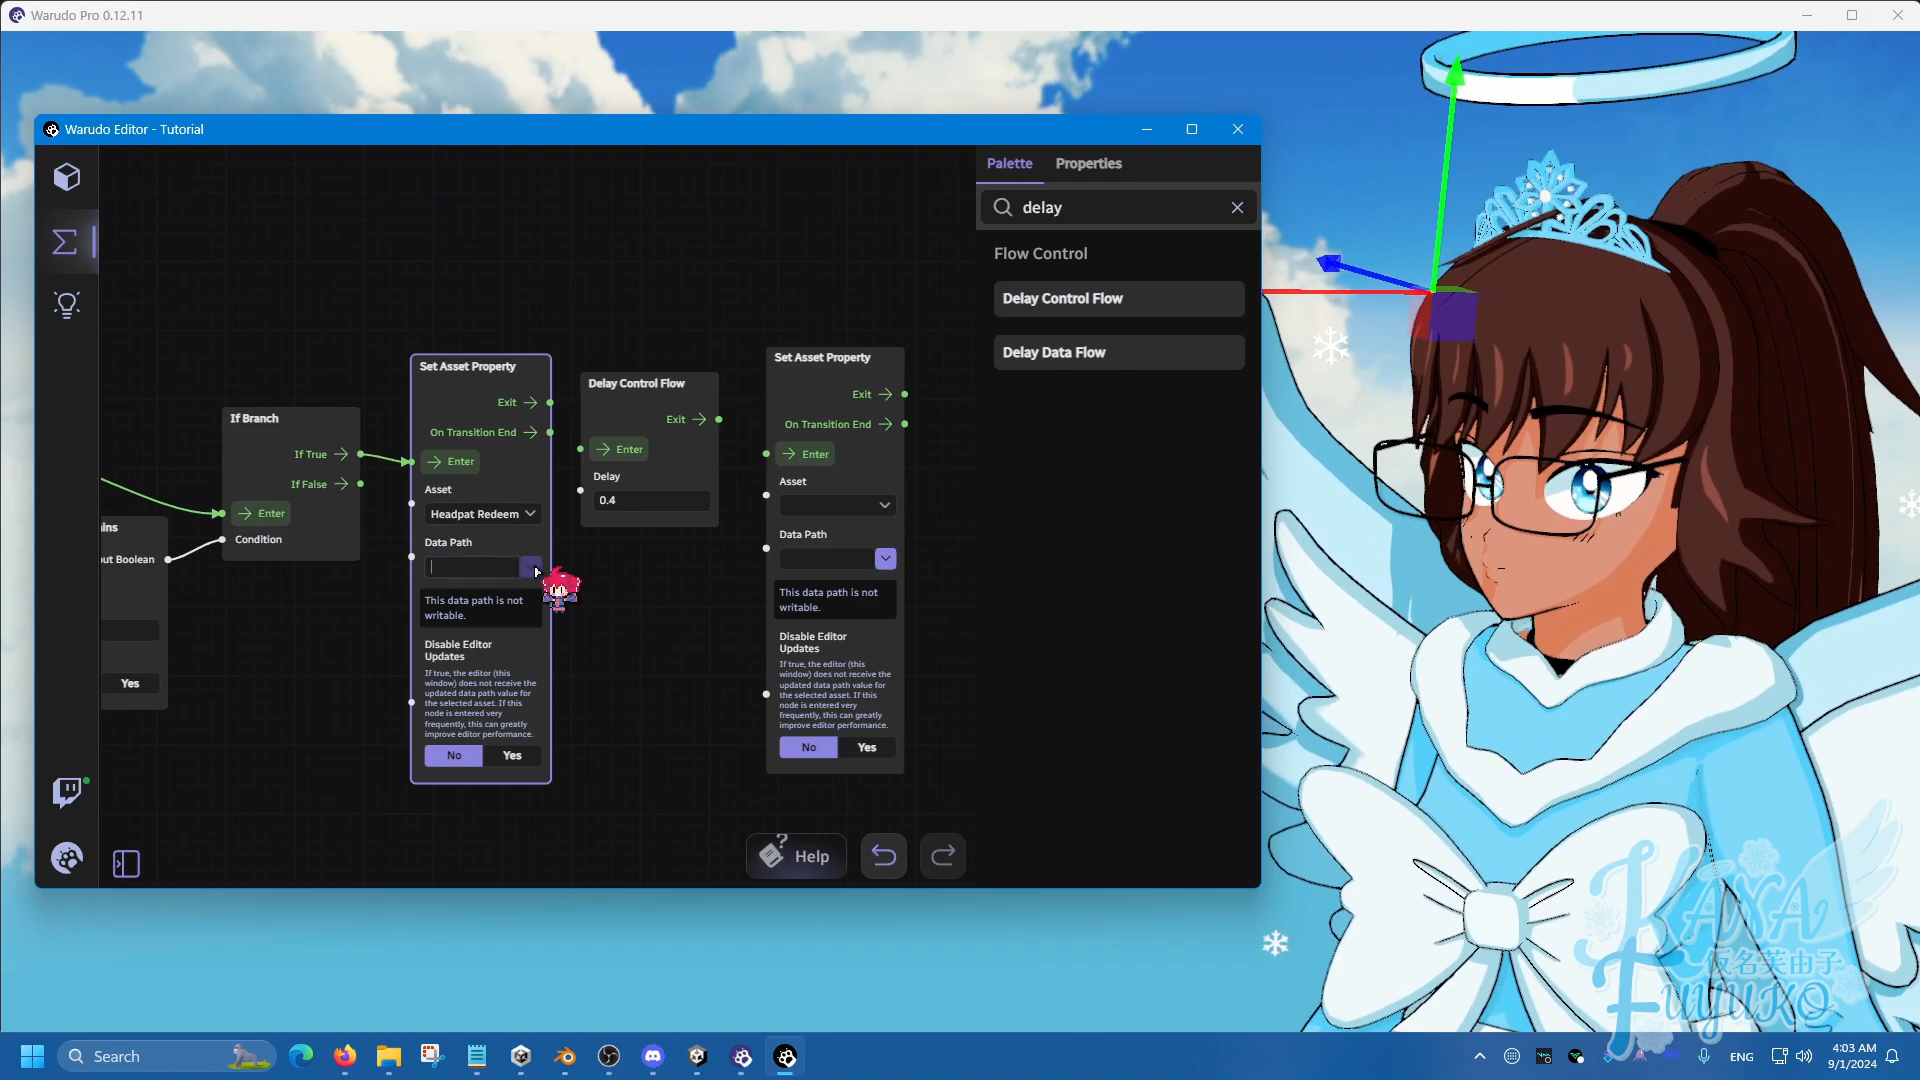 Warudo Pro 0.12.11
Warudo Editor - Tutorial
Palette
Properties
delay
Flow Control
Delay Control Flow
Delay Data Flow
ins
ut Boolean
Yes
If Branch
If True
If False
Enter
Condition
Set Asset Property
Exit
On Transition End
Enter
Asset
Headpat Redeem
Data Path
This data path is not
writable.
Disable Editor
Updates
If true, the editor (this
window) does not receive the
updated data path value for
the selected asset. If this
node is entered very
frequently, this can greatly
improve editor performance.
No
Yes
Delay Control Flow
Exit
Enter
Delay
0.4
Set Asset Property
Exit
On Transition End
Enter
Asset
Data Path
This data path is not
writable.
Disable Editor
Updates
If true, the editor (this
window) does not receive the
updated data path value for
the selected asset. If this
node is entered very
frequently, this can greatly
improve editor performance.
No
Yes
Help
KANA
仮名芙由子
FUYUKO
Search
ENG
4:03 AM
9/1/2024